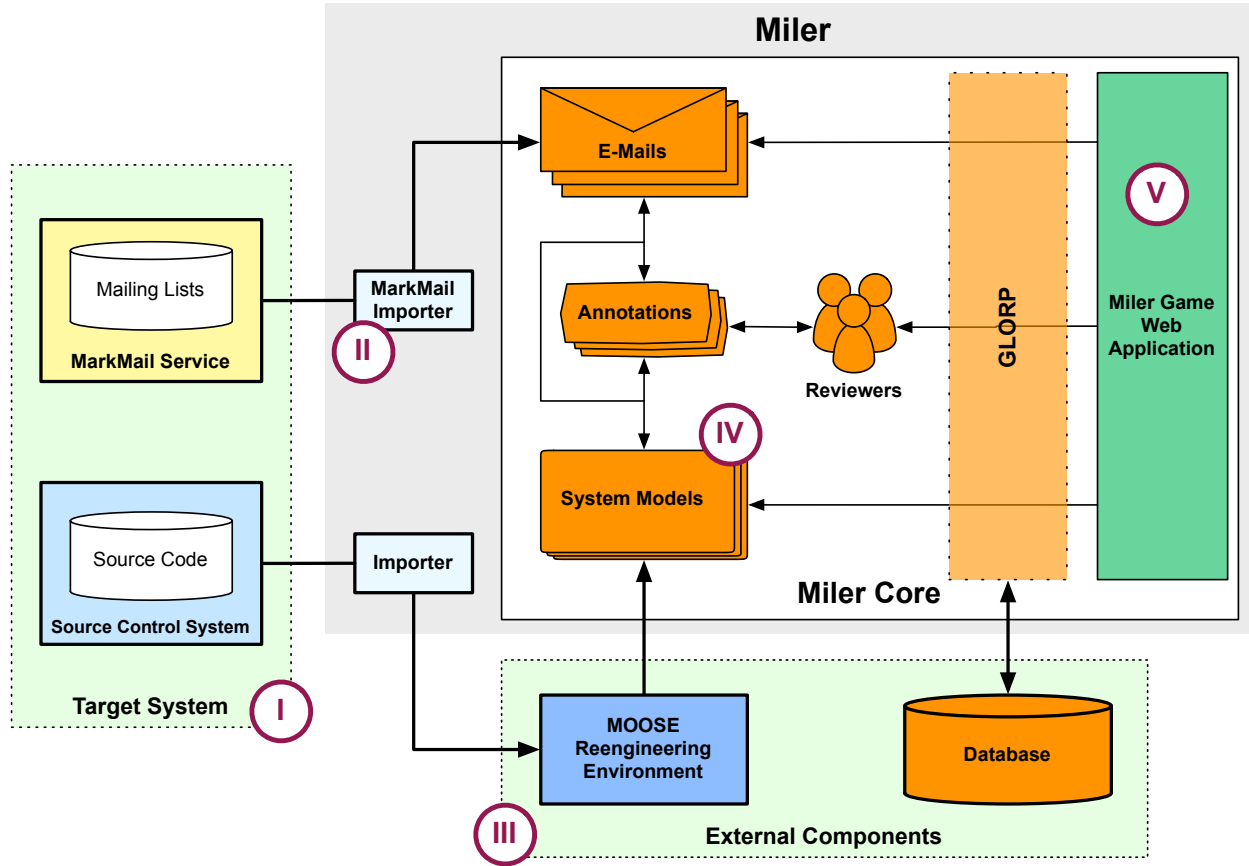 Miler
E-Mails
V
Mailing Lists
MarkMail Service
MarkMail
Importer
II
Annotations
Reviewers
GLORP
Miler Game
Web
Application
IV
System Models
Source Code
Source Control System
Importer
Miler Core
Target System
I
MOOSE
Reengineering
Environment
Database
III
External Components